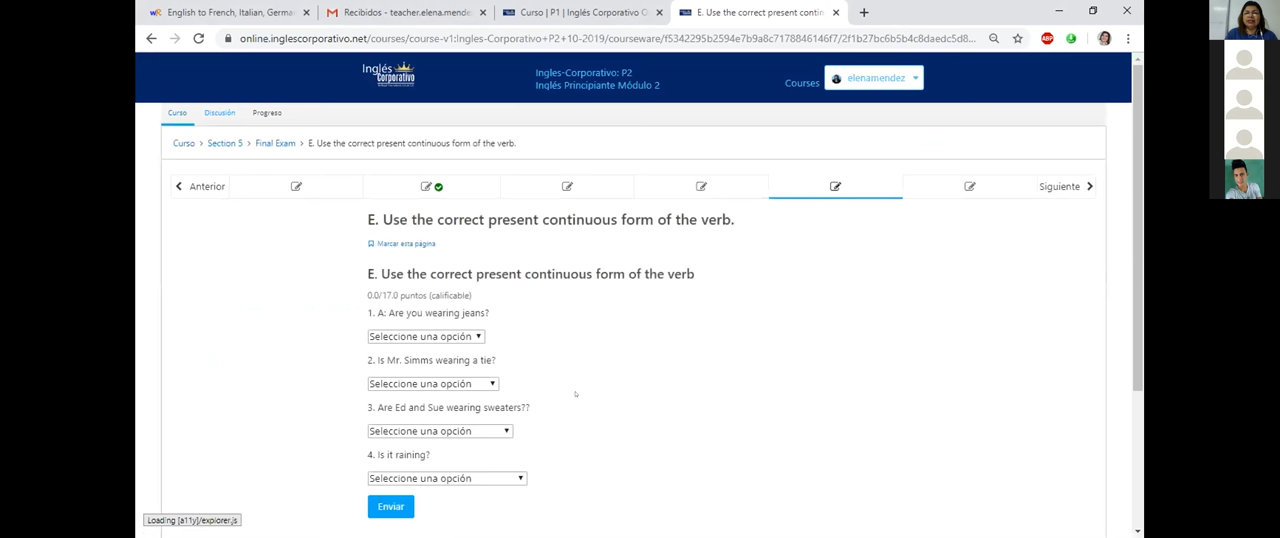 English to French, Italian, Germa
Recibidos - teacher.elena.mende
Curso | P1 | Inglés Corporativo O
E. Use the correct present contin
online.inglescorporativo.net/courses/course-v1:Ingles-Corporativo+P2+10-2019/courseware/f5342295b2594e7b9a8c7178846146f7/2f1b27bc6b5b4c8daedc5d8...
ABP
Inglés
Corporativo
Ingles-Corporativo: P2
Inglés Principiante Módulo 2
Courses
elenamendez
Curso
Discusión
Progreso
Curso > Section 5 > Final Exam > E. Use the correct present continuous form of the verb.
Anterior
Siguiente
E. Use the correct present continuous form of the verb.
Marcar esta página
E. Use the correct present continuous form of the verb
0.0/17.0 puntos (calificable)
1. A: Are you wearing jeans?
Seleccione una opción
2. Is Mr. Simms wearing a tie?
Seleccione una opción
3. Are Ed and Sue wearing sweaters??
Seleccione una opción
4. Is it raining?
Seleccione una opción
Enviar
Loading [a11y]/explorer.js